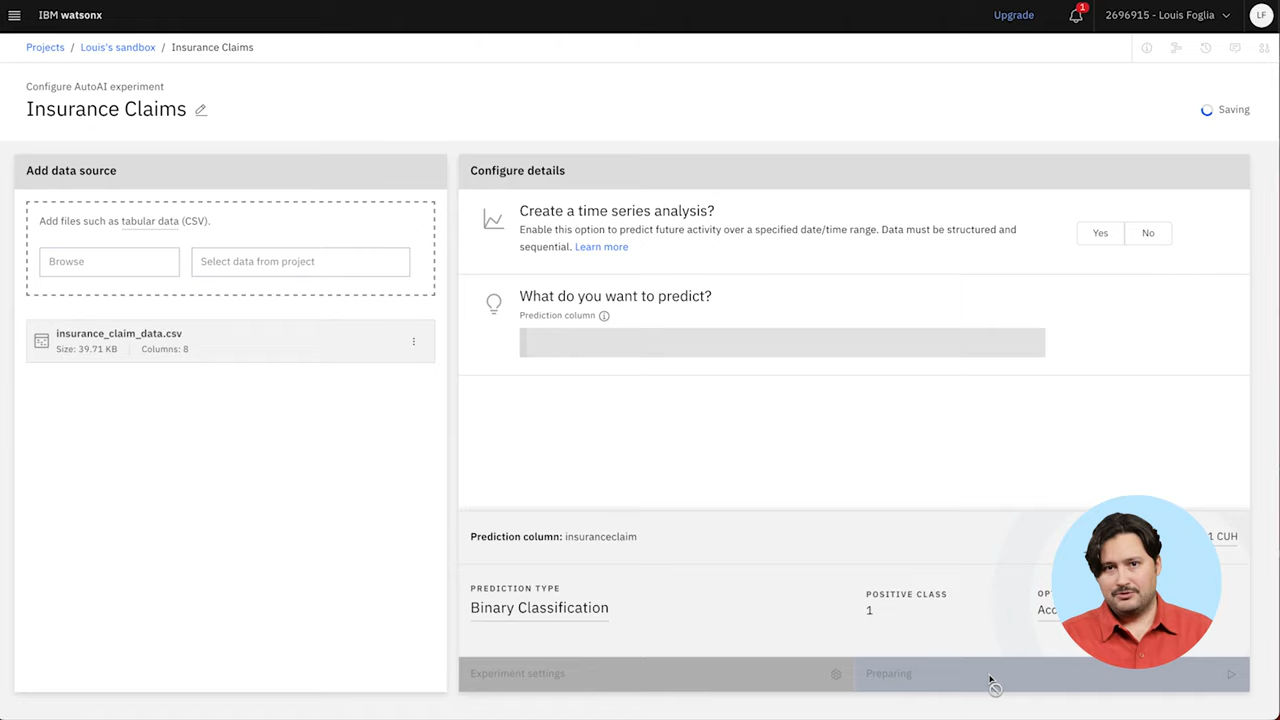 IBM watsonx
Upgrade
1
2696915 - Louis Foglia
LF
Projects / Louis's sandbox / Insurance Claims
Configure AutoAI experiment
Insurance Claims
Saving
Add data source
Add files such as tabular data (CSV).
Browse
Select data from project
insurance_claim_data.csv
Size: 39.71 KB
Columns: 8
Configure details
Create a time series analysis?
Enable this option to predict future activity over a specified date/time range. Data must be structured and
sequential. Learn more
Yes
No
What do you want to predict?
Prediction column
Prediction column: insuranceclaim
1 CUH
PREDICTION TYPE
Binary Classification
POSITIVE CLASS
1
Experiment settings
Preparing